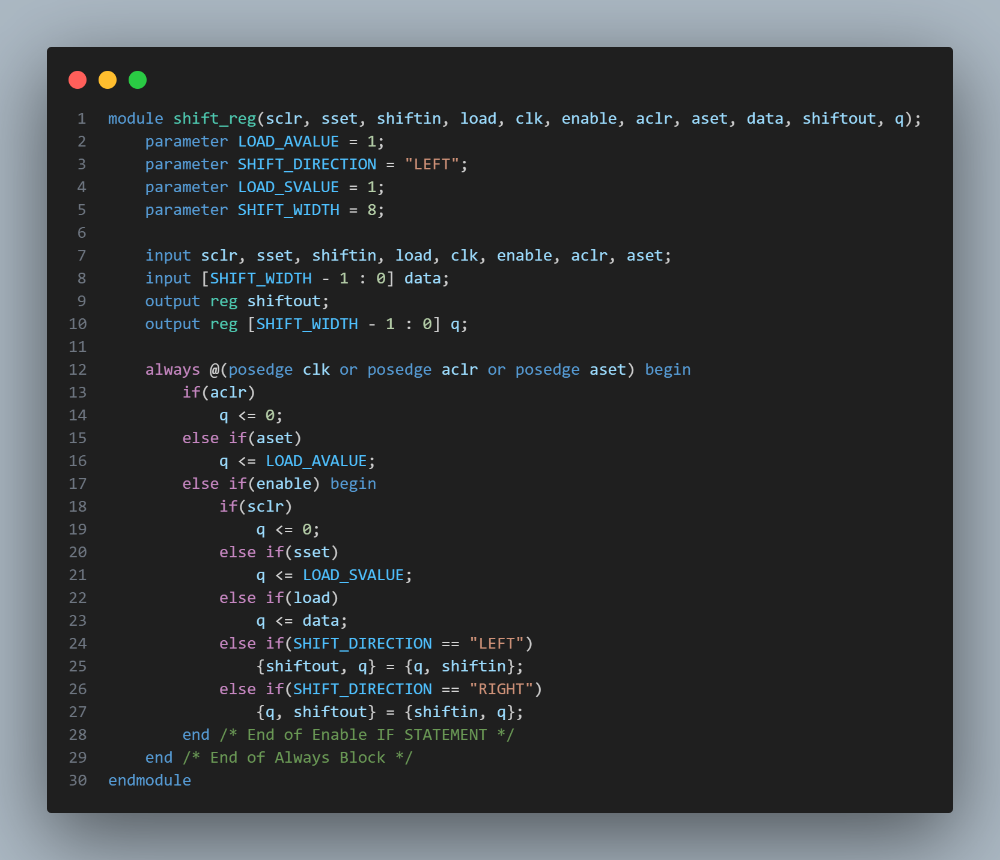 1 module shift_reg(sclr, sset, shiftin, load, clk, enable, aclr, aset, data, shiftout, q);
2     parameter LOAD_AVALUE = 1;
3     parameter SHIFT_DIRECTION = "LEFT";
4     parameter LOAD_SVALUE = 1;
5     parameter SHIFT_WIDTH = 8;
6
7     input sclr, sset, shiftin, load, clk, enable, aclr, aset;
8     input [SHIFT_WIDTH - 1 : 0] data;
9     output reg shiftout;
10     output reg [SHIFT_WIDTH - 1 : 0] q;
11
12     always @(posedge clk or posedge aclr or posedge aset) begin
13         if(aclr)
14             q <= 0;
15         else if(aset)
16             q <= LOAD_AVALUE;
17         else if(enable) begin
18             if(sclr)
19                 q <= 0;
20             else if(sset)
21                 q <= LOAD_SVALUE;
22             else if(load)
23                 q <= data;
24             else if(SHIFT_DIRECTION == "LEFT")
25                 {shiftout, q} = {q, shiftin};
26             else if(SHIFT_DIRECTION == "RIGHT")
27                 {q, shiftout} = {shiftin, q};
28         end /* End of Enable IF STATEMENT */
29     end /* End of Always Block */
30 endmodule